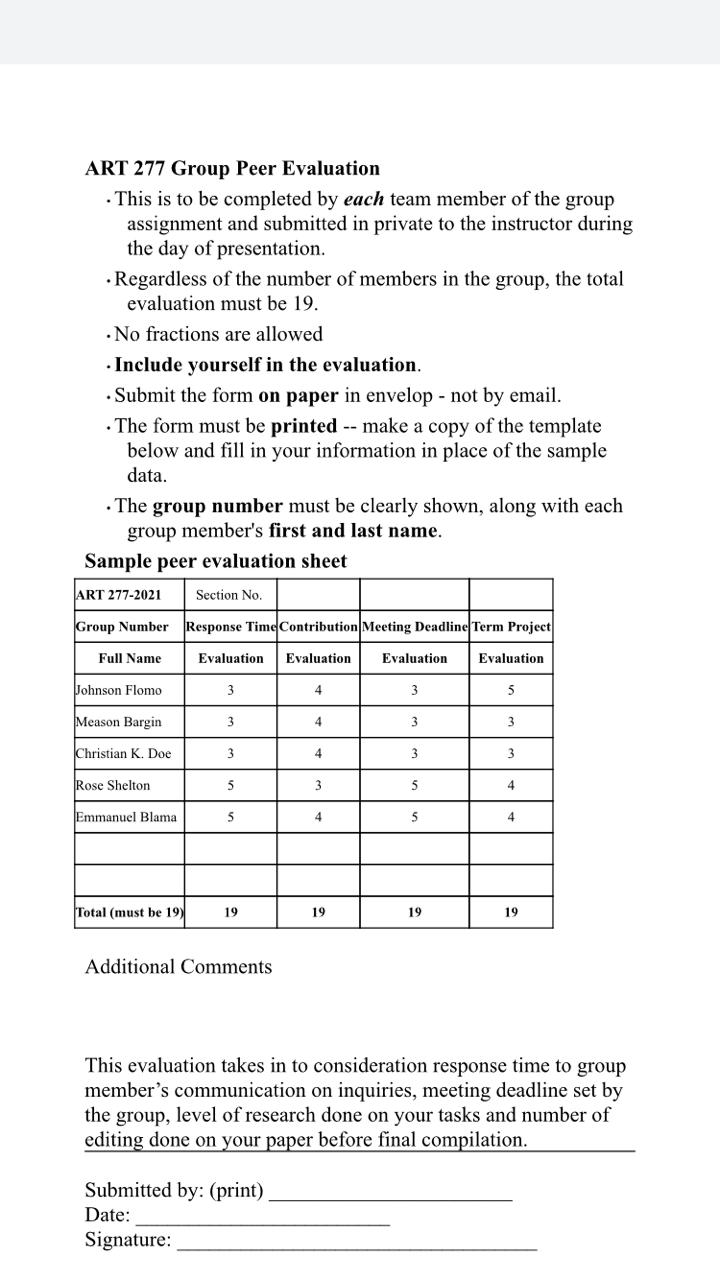 ART 277 Group Peer Evaluation
· This is to be completed by each team member of the group
assignment and submitted in private to the instructor during
the day of presentation.
· Regardless of the number of members in the group, the total
evaluation must be 19.
· No fractions are allowed
· Include yourself in the evaluation.
· Submit the form on paper in envelop - not by email.
· The form must be printed -- make a copy of the template
below and fill in your information in place of the sample
data.
· The group number must be clearly shown, along with each
group member's first and last name.
Sample peer evaluation sheet
ART 277-2021 Section No.
Group Number Response Time Contribution Meeting Deadline Term Project
Full Name Evaluation Evaluation Evaluation Evaluation
Johnson Flomo 3 4 3 5
Meason Bargin 3 4 3 3
Christian K. Doe 3 4 3 3
Rose Shelton 5 3 5 4
Emmanuel Blama 5 4 5 4
Total (must be 19) 19 19 19 19
Additional Comments
This evaluation takes in to consideration response time to group
member’s communication on inquiries, meeting deadline set by
the group, level of research done on your tasks and number of
editing done on your paper before final compilation.
Submitted by: (print) ______________________
Date: _______________________
Signature: ________________________________